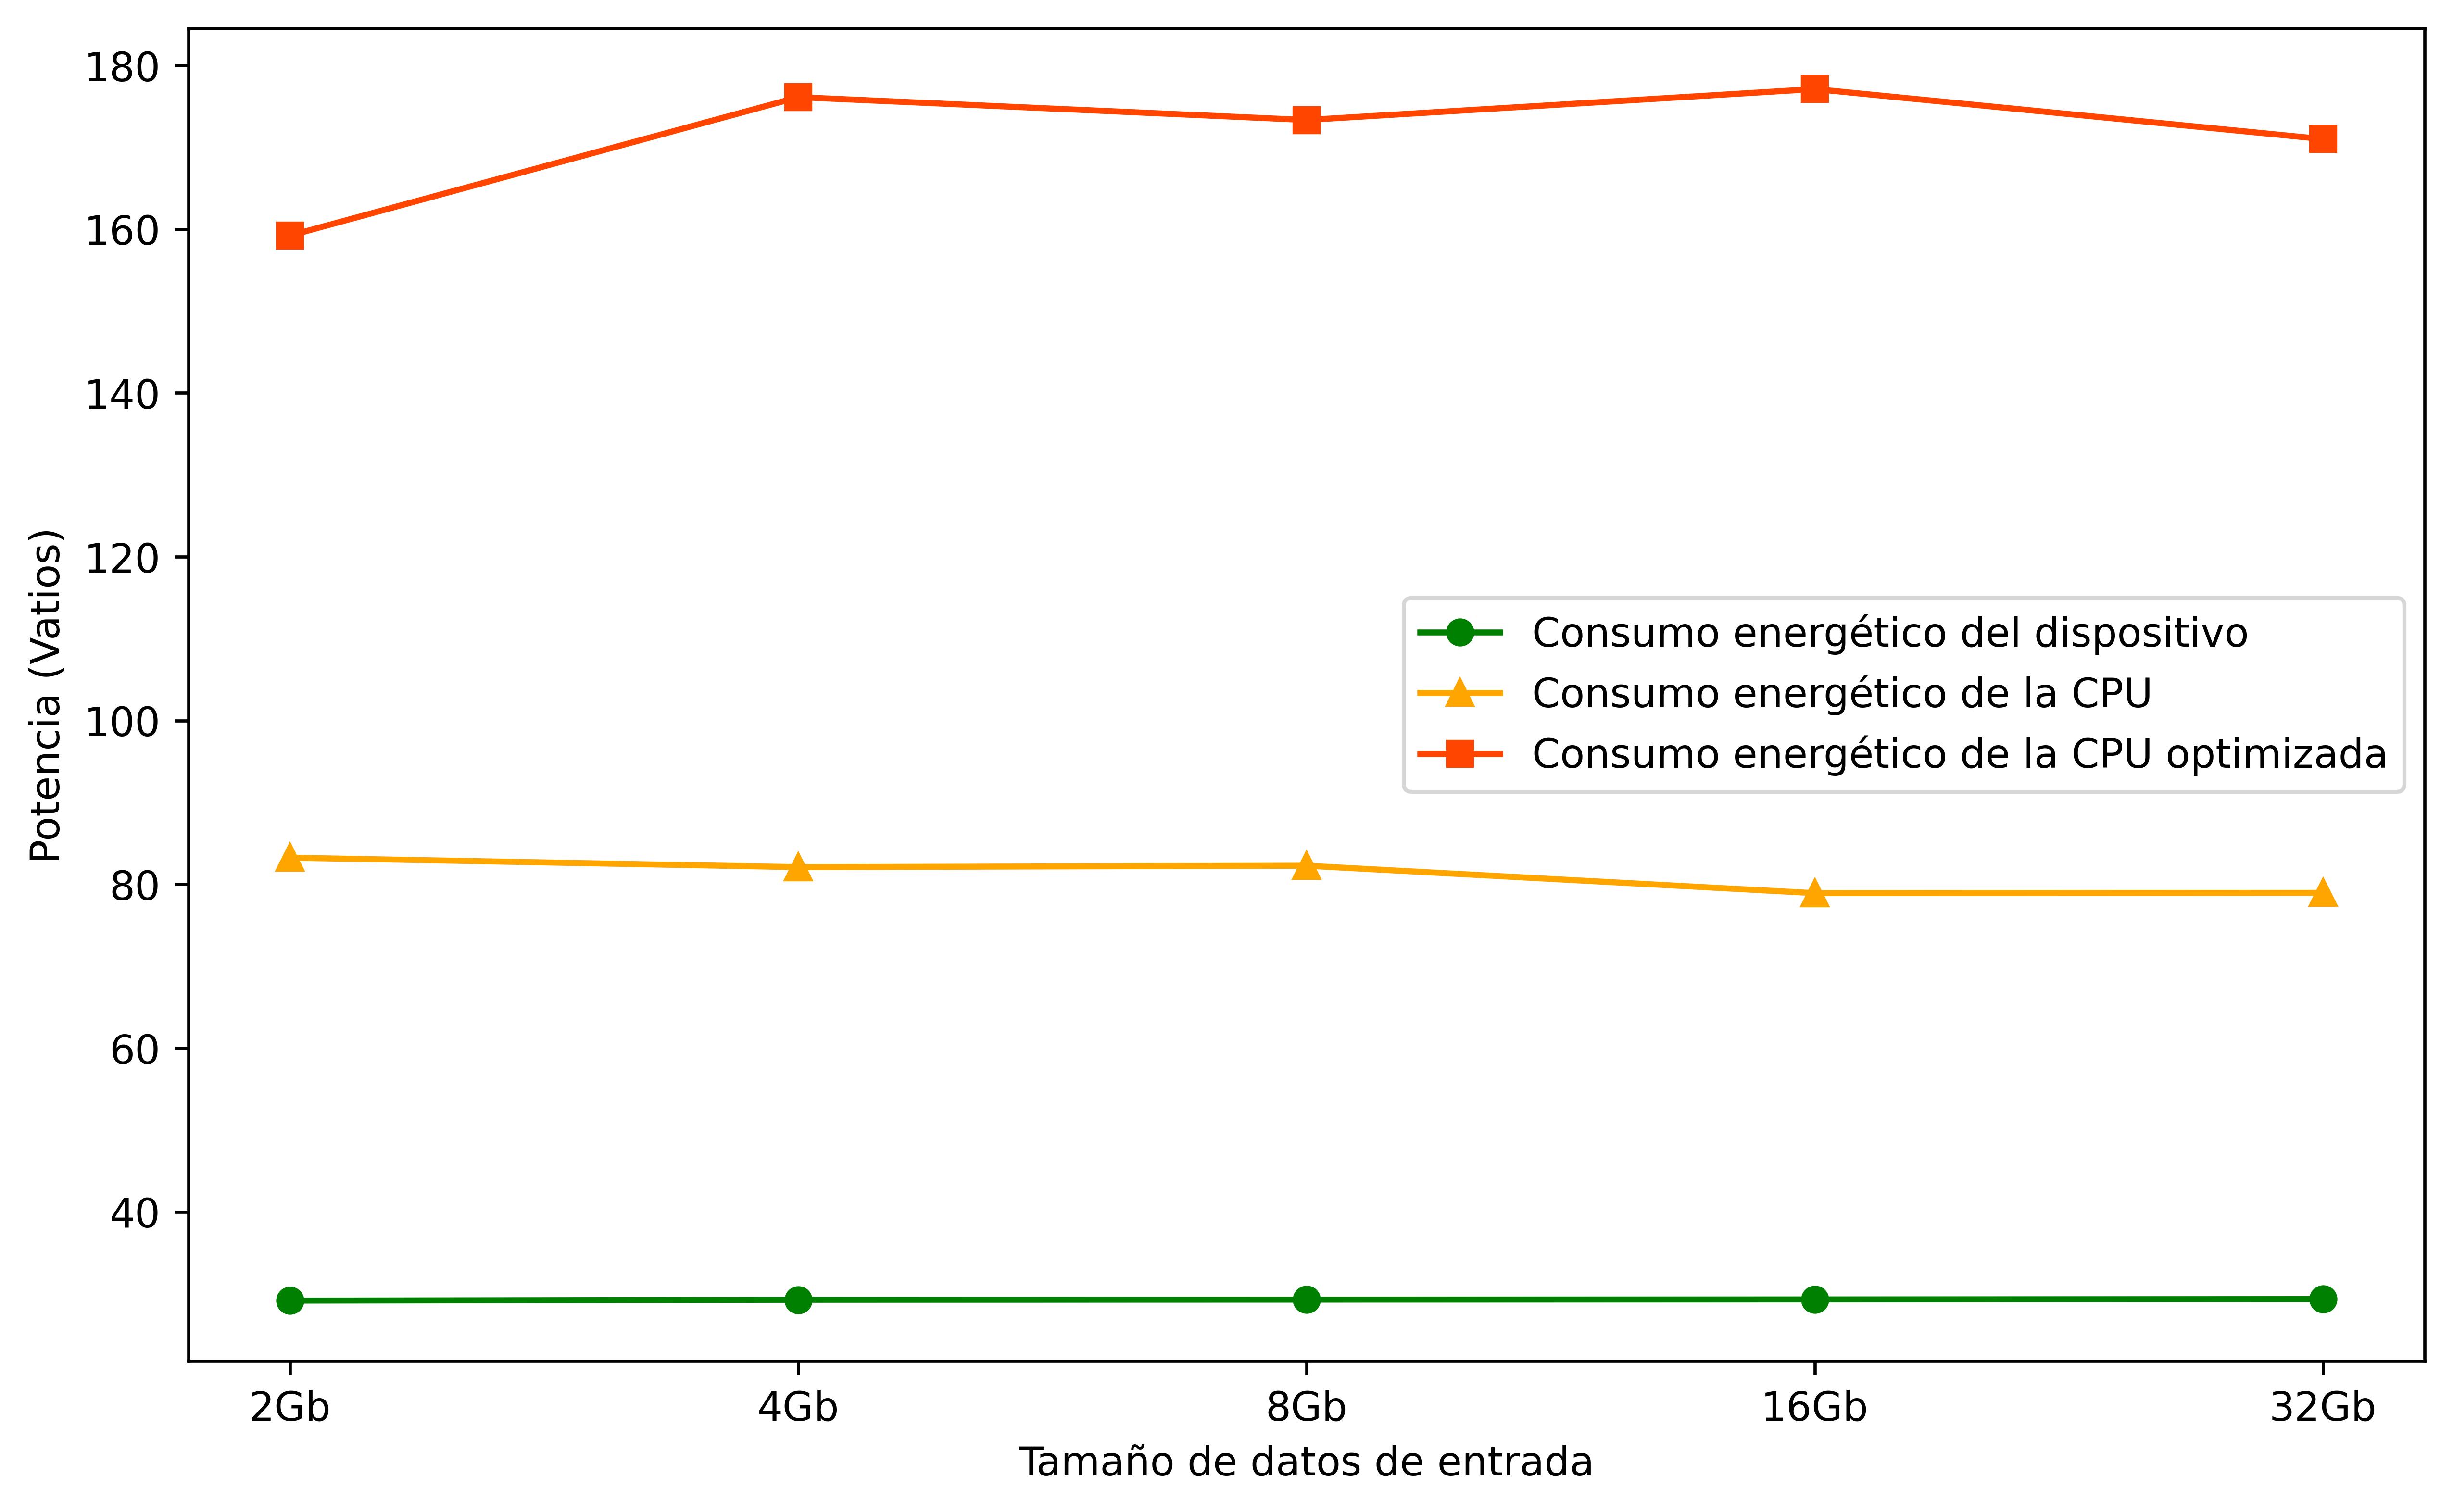 180
160
140
120
100
80
60
40
Potencia (Vatios)
Consumo energético del dispositivo
Consumo energético de la CPU
Consumo energético de la CPU optimizada
2Gb 4Gb 8Gb 16Gb 32Gb
Tamaño de datos de entrada